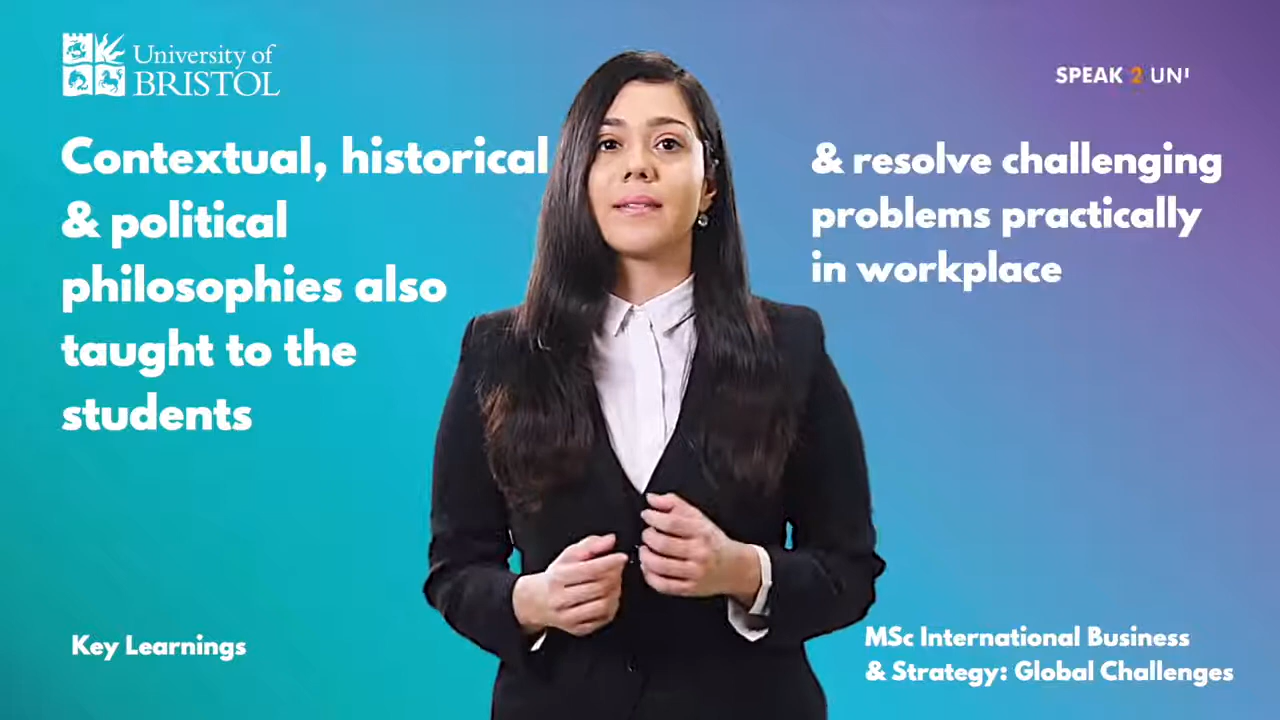 University of
BRISTOL
SPEAK 2 UNI
Contextual, historical
& political
philosophies also
taught to the
students
& resolve challenging
problems practically
in workplace
Key Learnings
MSc International Business
& Strategy: Global Challenges